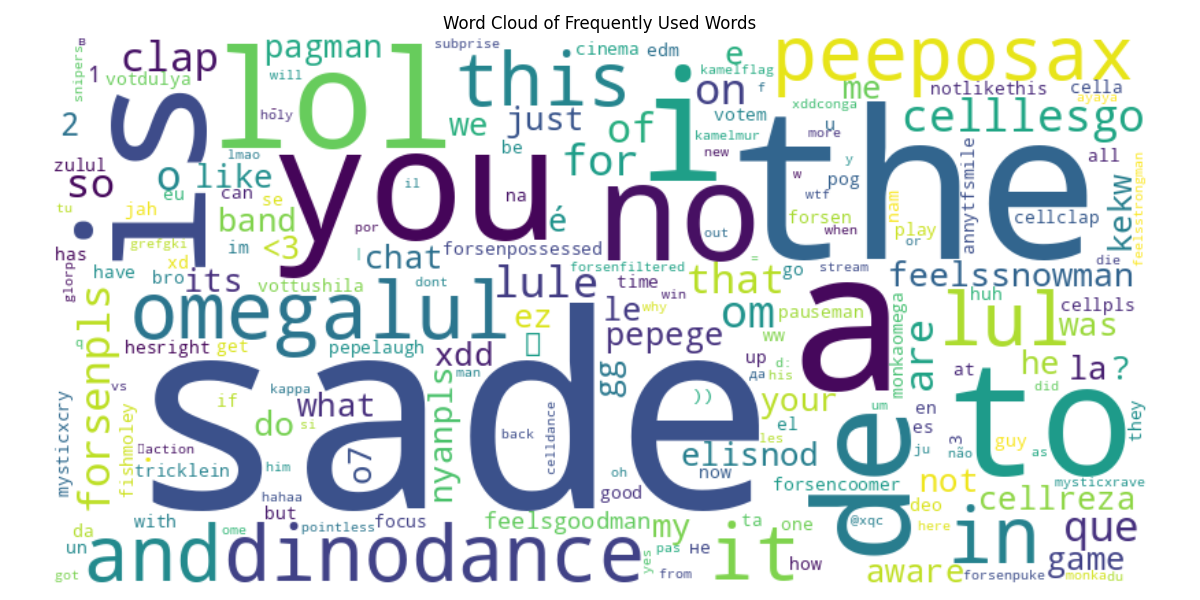 Word Cloud of Frequently Used Words
в
subprise
pagman
clap
lol
this
cinema
edm
e
peeposax
1
snipers
votdulya
will
i
on
kamelflag
f
me
notlikethis
cella
ayaya
is
2
hōly
we
just
of
votem
xddconga
u
celllesgo
kamelmur
more
be
for
new
the
zulul
so
o
like
lmao
you
il
no
w
y
wtf
pog
all
annytfsmile
feelsstrongman
tu
eu
can
se
na
é
nam
kekw
jah
band
por
out
forsen
when
play
or
cellclap
grefgki
im
<3
has
xd
|
chat
forsenpossessed
=
die
glorp
have
bro
its
vottushila
dont
lule
forsenfiltered
time
that
go
stream
feelssnowman
omegalul
win
a
huh
cellpls
forsenpls
ez
le
why
om
pauseman
monkaomega
lul
was
q
hesright
get
pepelaugh
xdd
pepege
ww
are
vs
man
gg
up
d:
his
he
la
?
at
kappa
да
did
sade
if
what
nyanpls
))
your
de
um
en
to
they
mysticxcry
fishmoley
do
si
back
celldance
el
es
action
o7
les
elisnod
ju
~3
não
guy
as
tricklein
him
oh
now
forsencoomer
not
mysticxrave
hahaa
good
deo
cellreza
but
with
ome
pointless
focus
feelsgoodman
my
ta
one
@xqc
here
in
que
da
un
and
dinodance
yes
pas
не
it
how
game
got
from
aware
forsenpuke
monka
du